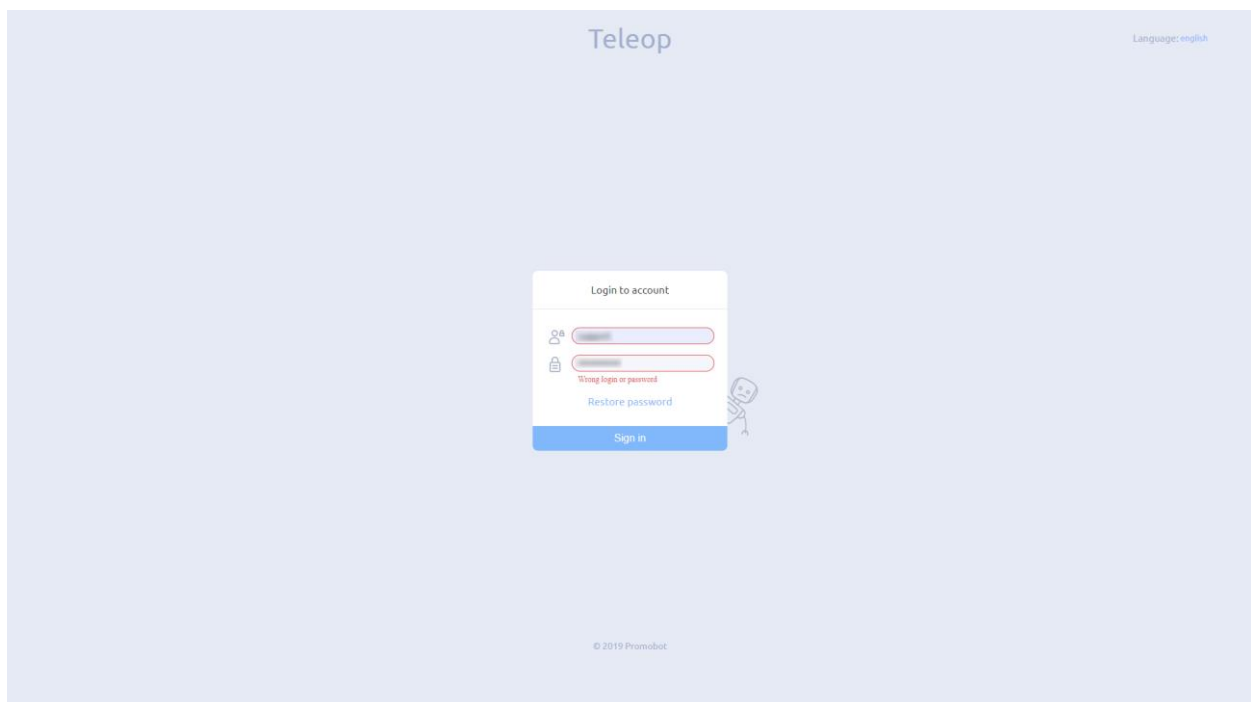 Teleop
Language: english
Login to account
Wrong login or password
Restore password
Sign in
© 2019 Promobot